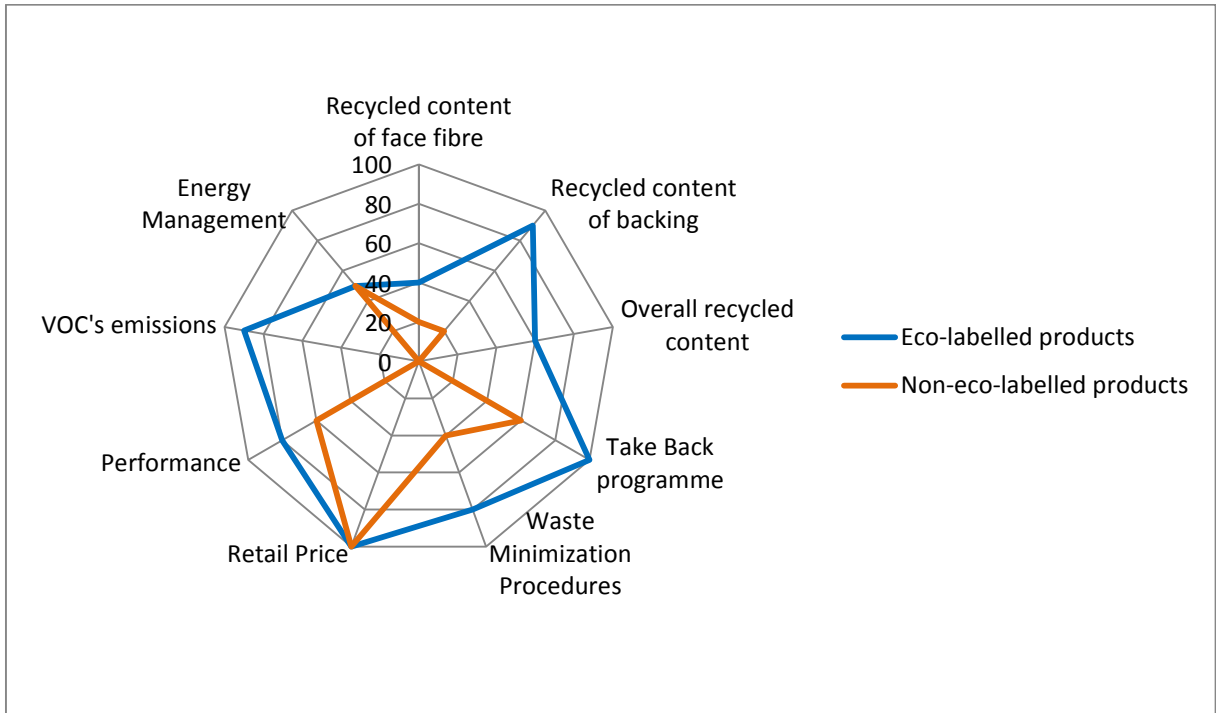 Recycled content
of face fibre
100
80
60
40
20
0
Recycled content
of backing
Overall recycled
content
Take Back
programme
Waste
Minimization
Procedures
Retail Price
Performance
VOC's emissions
Energy
Management
Eco-labelled products
Non-eco-labelled products